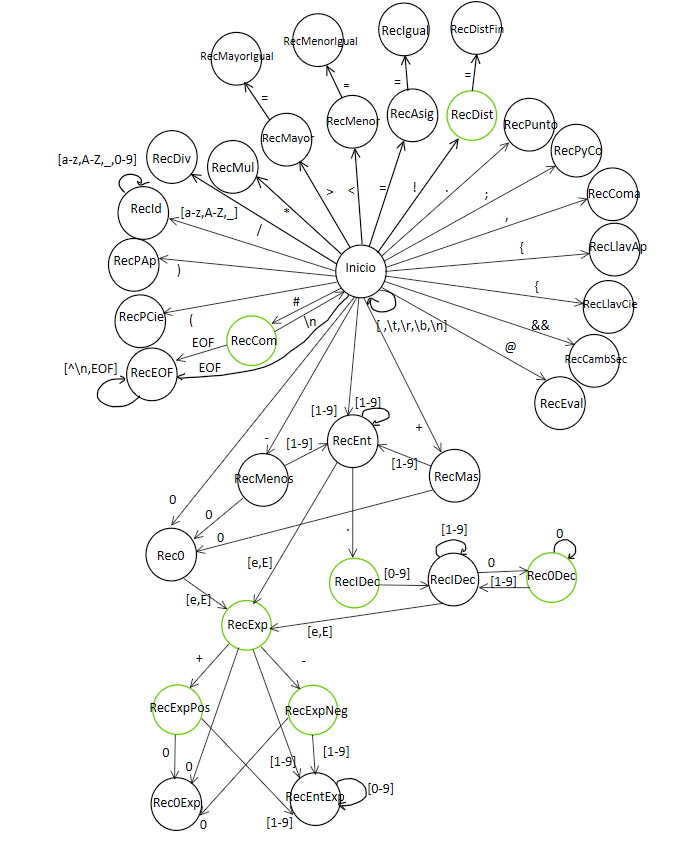 RecDistFin
RecIgual
RecMenorIgual
RecMayorIgual
=
=
=
=
RecDist
RecAsig
RecMenor
RecPunto
RecMayor
RecPyCo
RecDiv
RecMul
[a-z,A-Z,_,0-9]
RecComa
RecId
[a-z,A-Z,_]
*
>
<
=
!
.
;
,
/
RecLlavAp
{
RecPAp
)
Inicio
{
RecLlavCie
RecPCie
(
#
\n
[ ,\t,\r,\b,\n]
&&
RecCom
EOF
@
RecCambSec
[^\n,EOF]
RecEOF
EOF
RecEval
[1-9]
[1-9]
+
-
[1-9]
RecEnt
[1-9]
RecMenos
RecMas
0
0
0
.
[1-9]
0
Rec0
[e,E]
RecIDec
[0-9]
RecIDec
0
[1-9]
Rec0Dec
[e,E]
RecExp
[e,E]
+
-
RecExpPos
RecExpNeg
0
0
[1-9]
[1-9]
Rec0Exp
RecEntExp
[0-9]
0
[1-9]